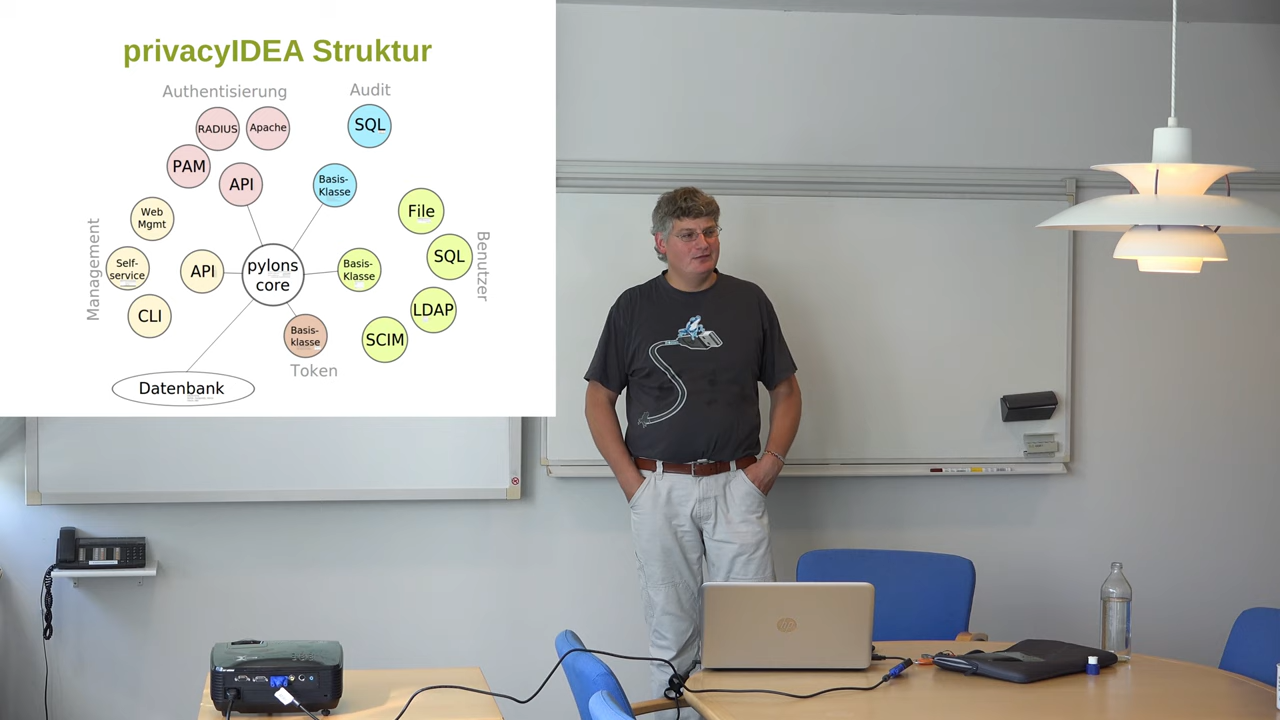 privacyIDEA Struktur
Authentisierung
Audit
RADIUS
Apache
SQL
PAM
API
Basis-
Klasse
Web
Mgmt
File
Management
Self-
service
API
pylons
core
Basis-
Klasse
SQL
Benutzer
CLI
LDAP
Basis-
klasse
SCIM
Token
Datenbank
hp